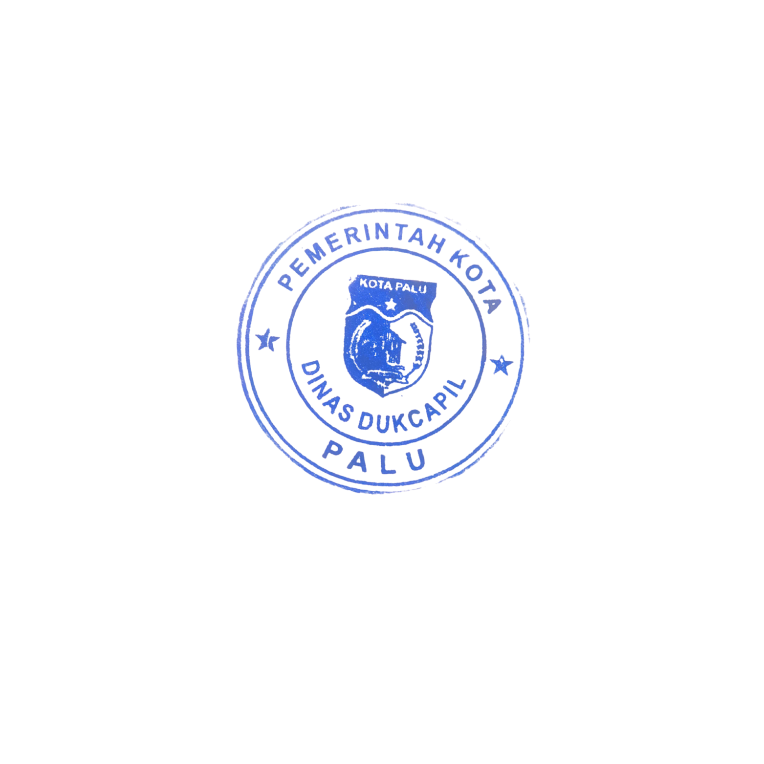 PEMERINTAH KOTA
KOTA PALU
DINAS DUKCAPIL
PALU